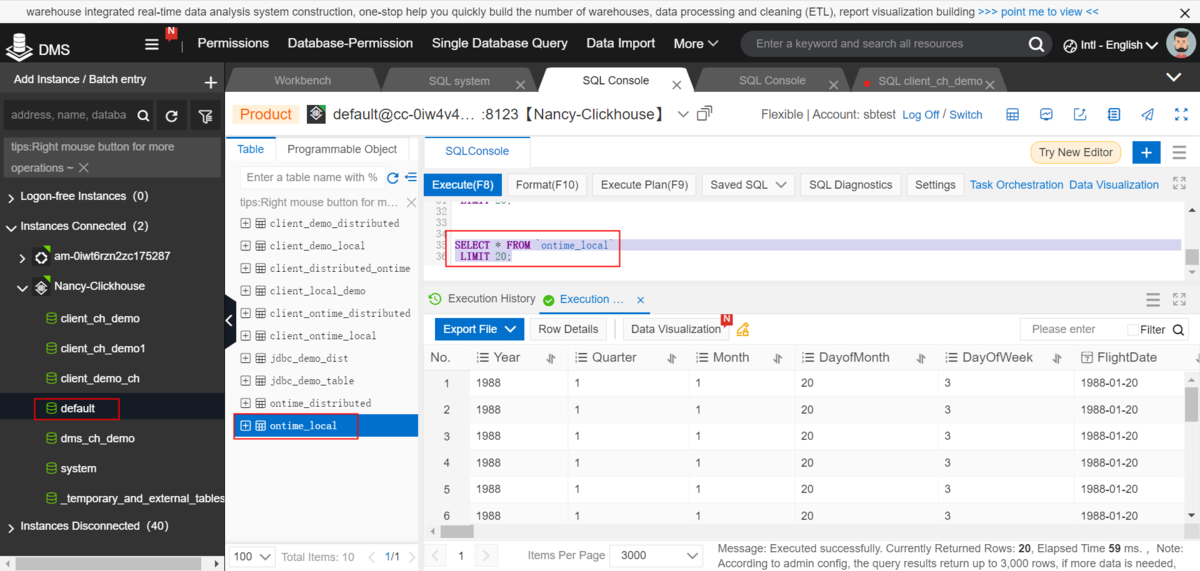 warehouse integrated real-time data analysis system construction, one-stop help you quickly build the number of warehouses, data processing and cleaning (ETL), report visualization building >>> point me to view <<
DMS
N
Permissions
Database-Permission
Single Database Query
Data Import
More
Enter a keyword and search all resources
Intl - English
Add Instance / Batch entry
Workbench
SQL system
SQL Console
SQL Console
SQL client_ch_demo
address, name, databa
tips:Right mouse button for more
operations ~
Logon-free Instances (0)
Instances Connected (2)
am-0iwt6rzn2zc175287
Nancy-Clickhouse
client_ch_demo
client_ch_demo1
client_demo_ch
default
dms_ch_demo
system
_temporary_and_external_tables
Instances Disconnected (40)
Product
default@cc-0iw4v4... :8123【Nancy-Clickhouse】
Flexible | Account: sbtest Log Off / Switch
Table
Programmable Object
Enter a table name with %
tips:Right mouse button for m...
client_demo_distributed
client_demo_local
client_distributed_ontime
client_local_demo
client_ontime_distributed
client_ontime_local
jdbc_demo_dist
jdbc_demo_table
ontime_distributed
ontime_local
100
Total Items: 10
1/1
SQLConsole
Try New Editor
Execute(F8)
Format(F10)
Execute Plan(F9)
Saved SQL
SQL Diagnostics
Settings
Task Orchestration
Data Visualization
31 LIMIT 20;
32
33
34
35 SELECT * FROM `ontime_local`
36 LIMIT 20;
Execution History
Execution ...
Export File
Row Details
Data Visualization
N
Please enter
Filter
No. Year Quarter Month DayofMonth DayOfWeek FlightDate
1 1988 1 1 20 3 1988-01-20
2 1988 1 1 20 3 1988-01-20
3 1988 1 1 20 3 1988-01-20
4 1988 1 1 20 3 1988-01-20
5 1988 1 1 20 3 1988-01-20
6 1988 1 1 20 3 1988-01-20
1
Items Per Page
3000
Message: Executed successfully. Currently Returned Rows: 20, Elapsed Time 59 ms. , Note:
According to admin config, the query results return up to 3,000 rows, if more data is needed,